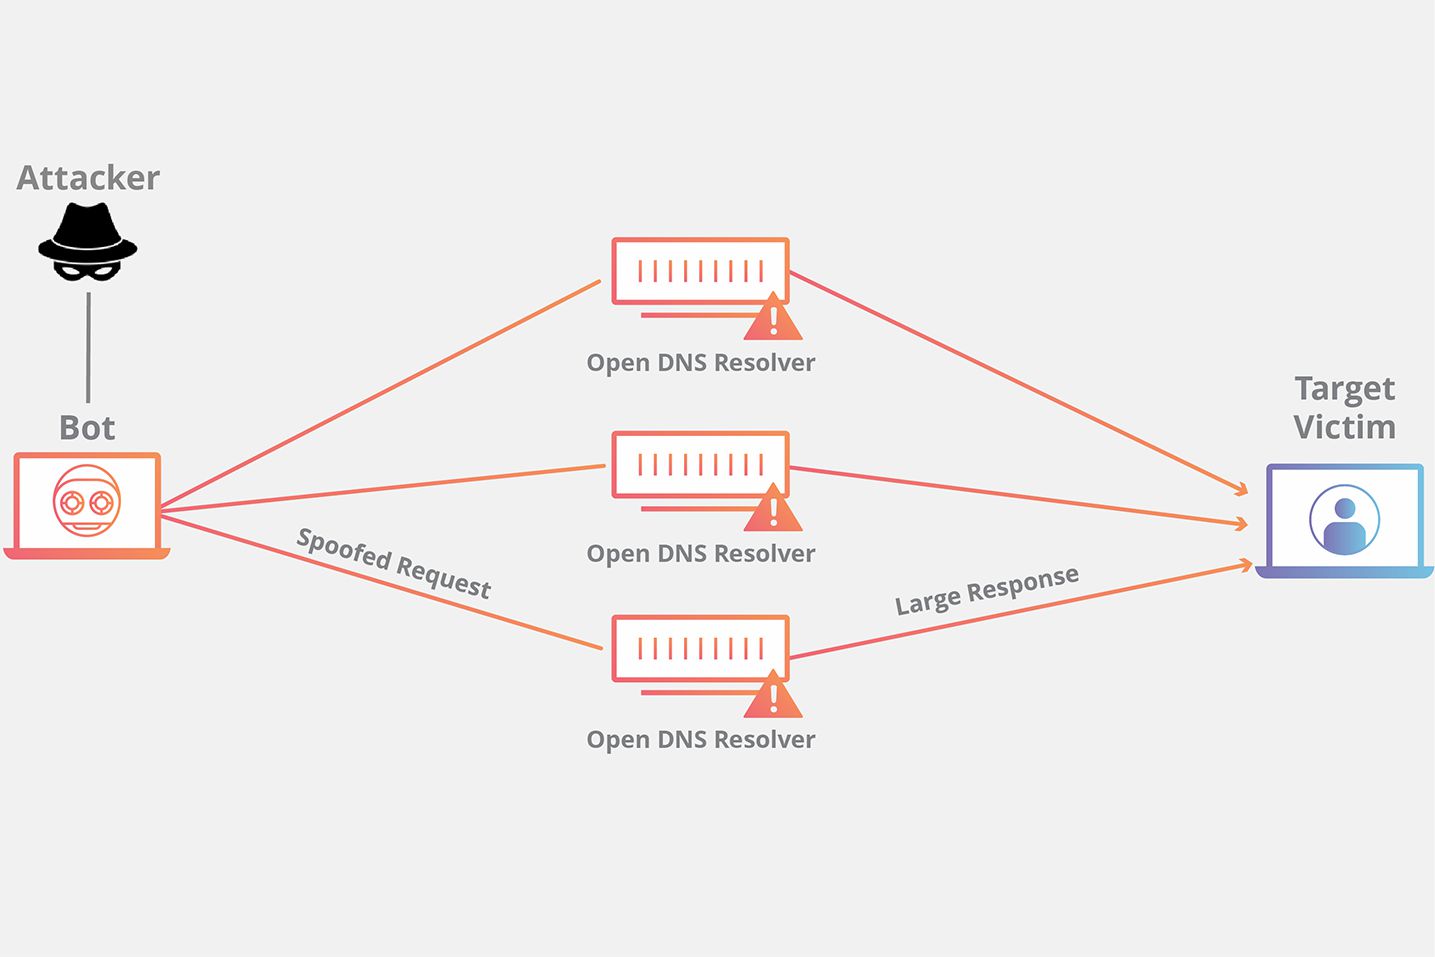 Attacker
Bot
Open DNS Resolver
Open DNS Resolver
Spoofed Request
Open DNS Resolver
Large Response
Target
Victim